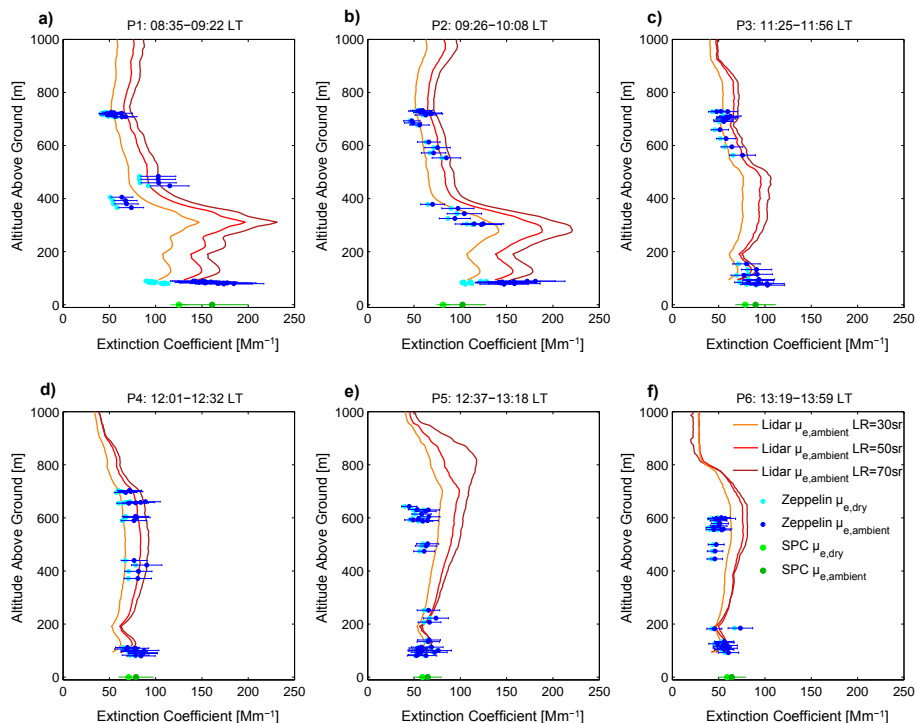 a) P1: 08:35−09:22 LT
1000
800
600
400
200
0
Altitude Above Ground [m]
0 50 100 150 200 250
Extinction Coefficient [Mm⁻¹]
b) P2: 09:26−10:08 LT
1000
800
600
400
200
0
Altitude Above Ground [m]
0 50 100 150 200 250
Extinction Coefficient [Mm⁻¹]
c) P3: 11:25−11:56 LT
1000
800
600
400
200
0
Altitude Above Ground [m]
0 50 100 150 200 250
Extinction Coefficient [Mm⁻¹]
d) P4: 12:01−12:32 LT
1000
800
600
400
200
0
Altitude Above Ground [m]
0 50 100 150 200 250
Extinction Coefficient [Mm⁻¹]
e) P5: 12:37−13:18 LT
1000
800
600
400
200
0
Altitude Above Ground [m]
0 50 100 150 200 250
Extinction Coefficient [Mm⁻¹]
f) P6: 13:19−13:59 LT
1000
800
600
400
200
0
Altitude Above Ground [m]
0 50 100 150 200 250
Extinction Coefficient [Mm⁻¹]
Lidar μe,ambient LR=30sr
Lidar μe,ambient LR=50sr
Lidar μe,ambient LR=70sr
Zeppelin μe,dry
Zeppelin μe,ambient
SPC μe,dry
SPC μe,ambient